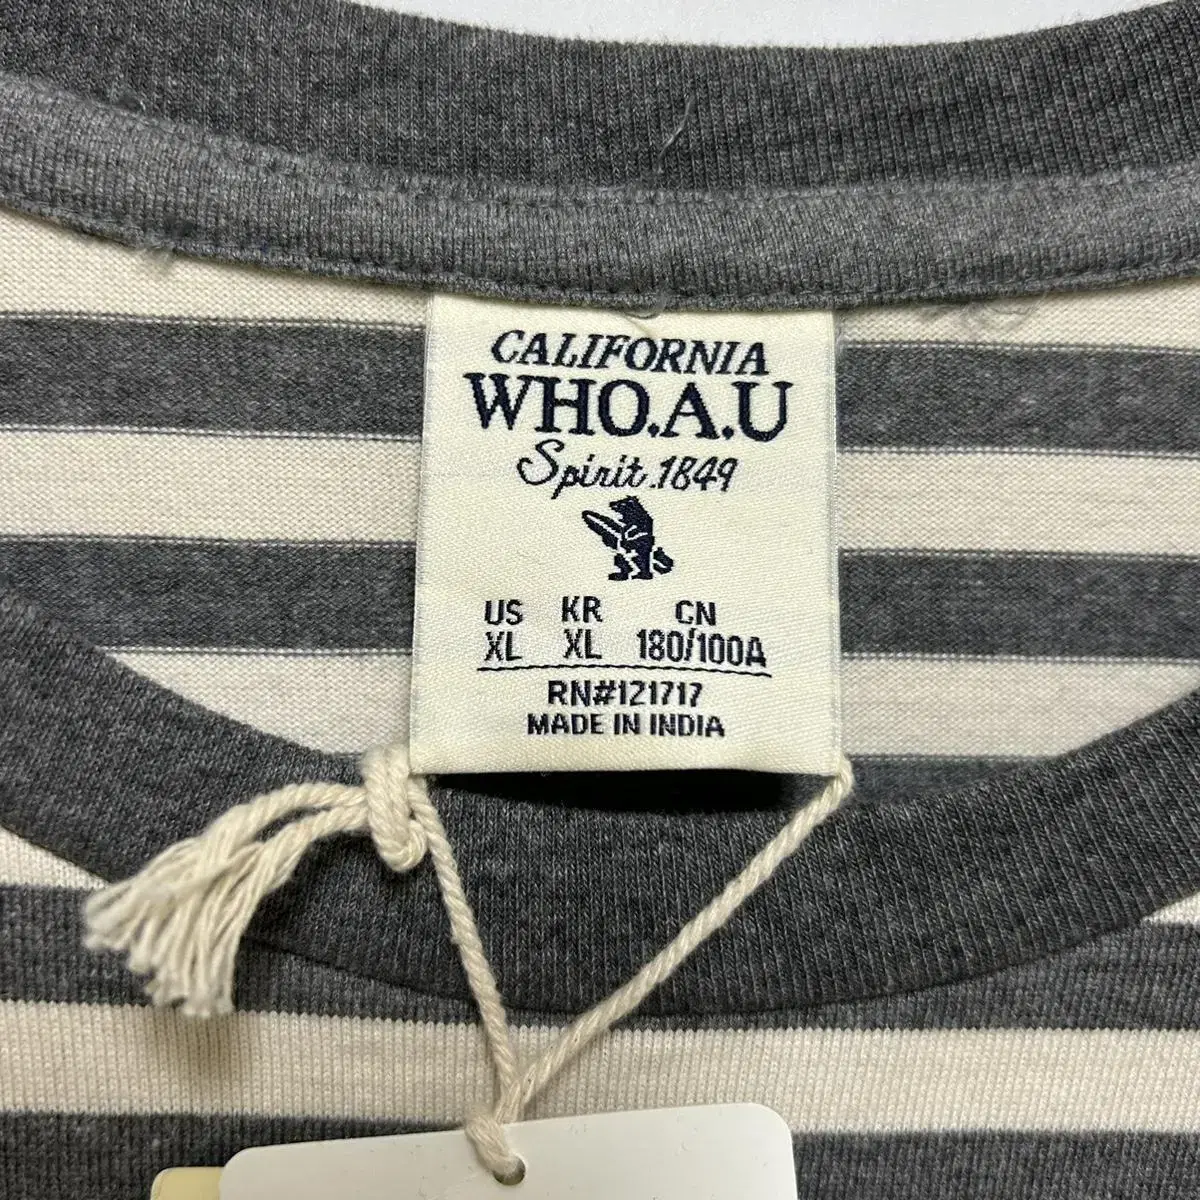 CALIFORNIA
WHO.A.U
Spirit.1849
US KR CN
XL XL 180/100A
RN#121717
MADE IN INDIA